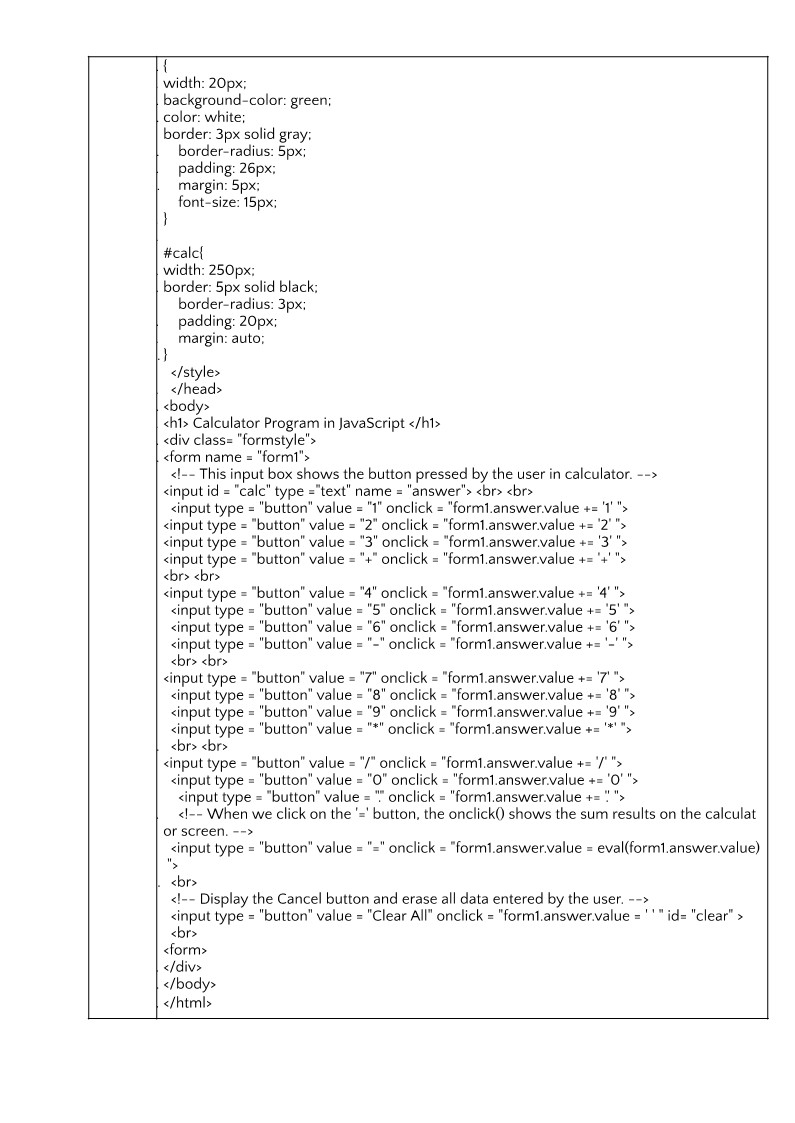 {
width: 20px;
background-color: green;
color: white;
border: 3px solid gray;
border-radius: 5px;
padding: 26px;
margin: 5px;
font-size: 15px;
}
#calc{
width: 250px;
border: 5px solid black;
border-radius: 3px;
padding: 20px;
margin: auto;
}
</style>
</head>
<body>
<h1> Calculator Program in JavaScript </h1>
<div class= "formstyle">
<form name = "form1">
<!-- This input box shows the button pressed by the user in calculator. -->
<input id = "calc" type ="text" name = "answer"> <br> <br>
<input type = "button" value = "1" onclick = "form1.answer.value += '1' ">
<input type = "button" value = "2" onclick = "form1.answer.value += '2' ">
<input type = "button" value = "3" onclick = "form1.answer.value += '3' ">
<input type = "button" value = "+" onclick = "form1.answer.value += '+' ">
<br> <br>
<input type = "button" value = "4" onclick = "form1.answer.value += '4' ">
<input type = "button" value = "5" onclick = "form1.answer.value += '5' ">
<input type = "button" value = "6" onclick = "form1.answer.value += '6' ">
<input type = "button" value = "-" onclick = "form1.answer.value += '-' ">
<br> <br>
<input type = "button" value = "7" onclick = "form1.answer.value += '7' ">
<input type = "button" value = "8" onclick = "form1.answer.value += '8' ">
<input type = "button" value = "9" onclick = "form1.answer.value += '9' ">
<input type = "button" value = "*" onclick = "form1.answer.value += '*' ">
<br> <br>
<input type = "button" value = "/" onclick = "form1.answer.value += '/' ">
<input type = "button" value = "0" onclick = "form1.answer.value += '0' ">
<input type = "button" value = "." onclick = "form1.answer.value += '.' ">
<!-- When we click on the '=' button, the onclick() shows the sum results on the calculat
or screen. -->
<input type = "button" value = "=" onclick = "form1.answer.value = eval(form1.answer.value)
">
<br>
<!-- Display the Cancel button and erase all data entered by the user. -->
<input type = "button" value = "Clear All" onclick = "form1.answer.value = ' ' " id= "clear" >
<br>
<form>
</div>
</body>
</html>